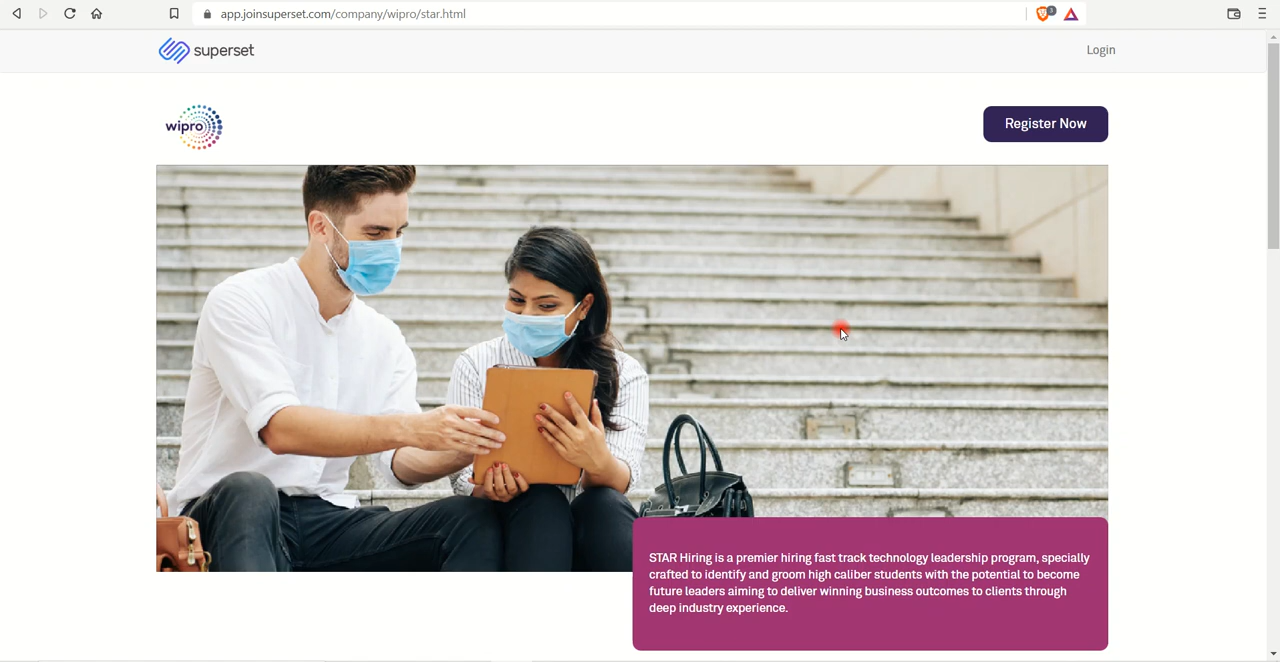 app.joinsuperset.com/company/wipro/star.html
3
superset
Login
wipro
Register Now
STAR Hiring is a premier hiring fast track technology leadership program, specially
crafted to identify and groom high caliber students with the potential to become
future leaders aiming to deliver winning business outcomes to clients through
deep industry experience.